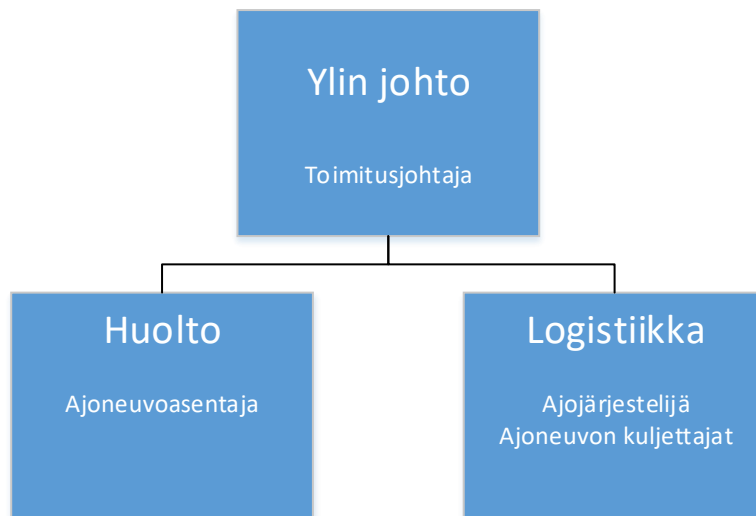 Ylin johto
Toimitusjohtaja
Huolto
Ajoneuvoasentaja
Logistiikka
Ajojärjestelijä
Ajoneuvon kuljettajat